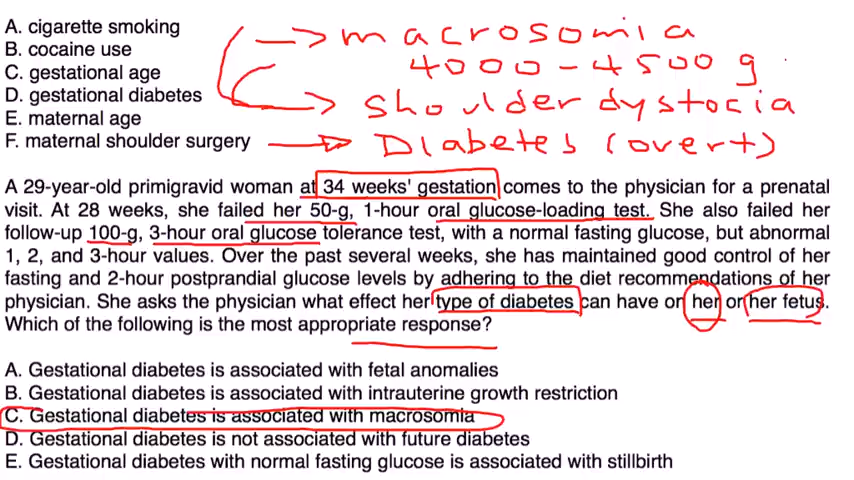 A. cigarette smoking
B. cocaine use
C. gestational age
D. gestational diabetes
E. maternal age
F. maternal shoulder surgery
macrosomia
4000-4500 g
Shoulder dystocia
Diabetes (overt)
A 29-year-old primigravid woman at 34 weeks' gestation comes to the physician for a prenatal
visit. At 28 weeks, she failed her 50-g, 1-hour oral glucose-loading test. She also failed her
follow-up 100-g, 3-hour oral glucose tolerance test, with a normal fasting glucose, but abnormal
1, 2, and 3-hour values. Over the past several weeks, she has maintained good control of her
fasting and 2-hour postprandial glucose levels by adhering to the diet recommendations of her
physician. She asks the physician what effect her type of diabetes can have on her or her fetus.
Which of the following is the most appropriate response?
A. Gestational diabetes is associated with fetal anomalies
B. Gestational diabetes is associated with intrauterine growth restriction
C. Gestational diabetes is associated with macrosomia
D. Gestational diabetes is not associated with future diabetes
E. Gestational diabetes with normal fasting glucose is associated with stillbirth